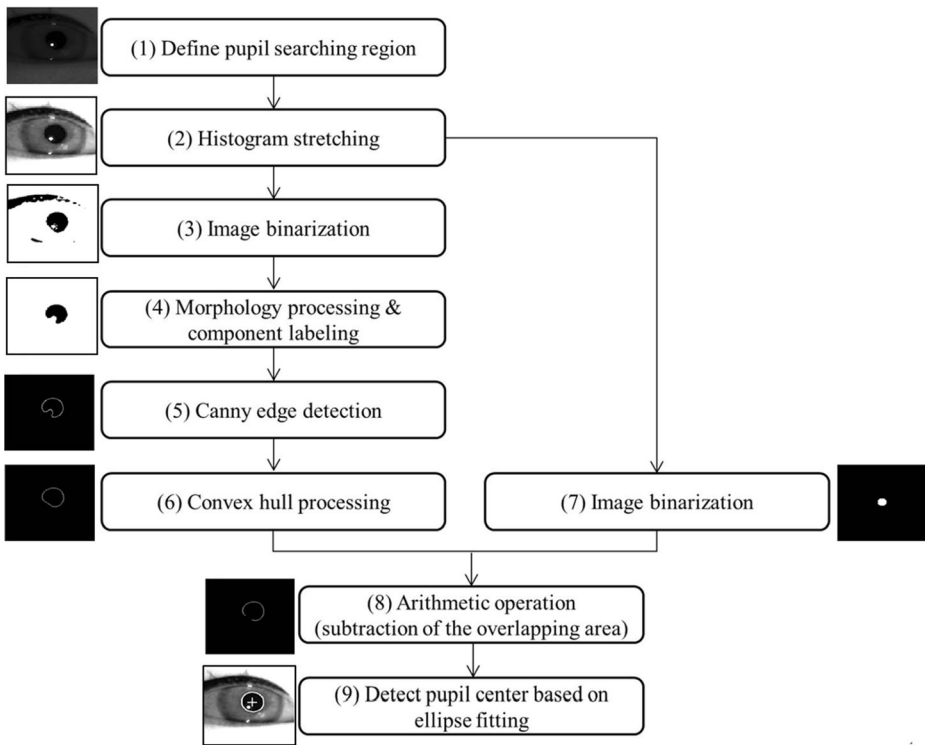 (1) Define pupil searching region
(2) Histogram stretching
(3) Image binarization
(4) Morphology processing &
component labeling
(5) Canny edge detection
(6) Convex hull processing
(7) Image binarization
(8) Arithmetic operation
(subtraction of the overlapping area)
(9) Detect pupil center based on
ellipse fitting